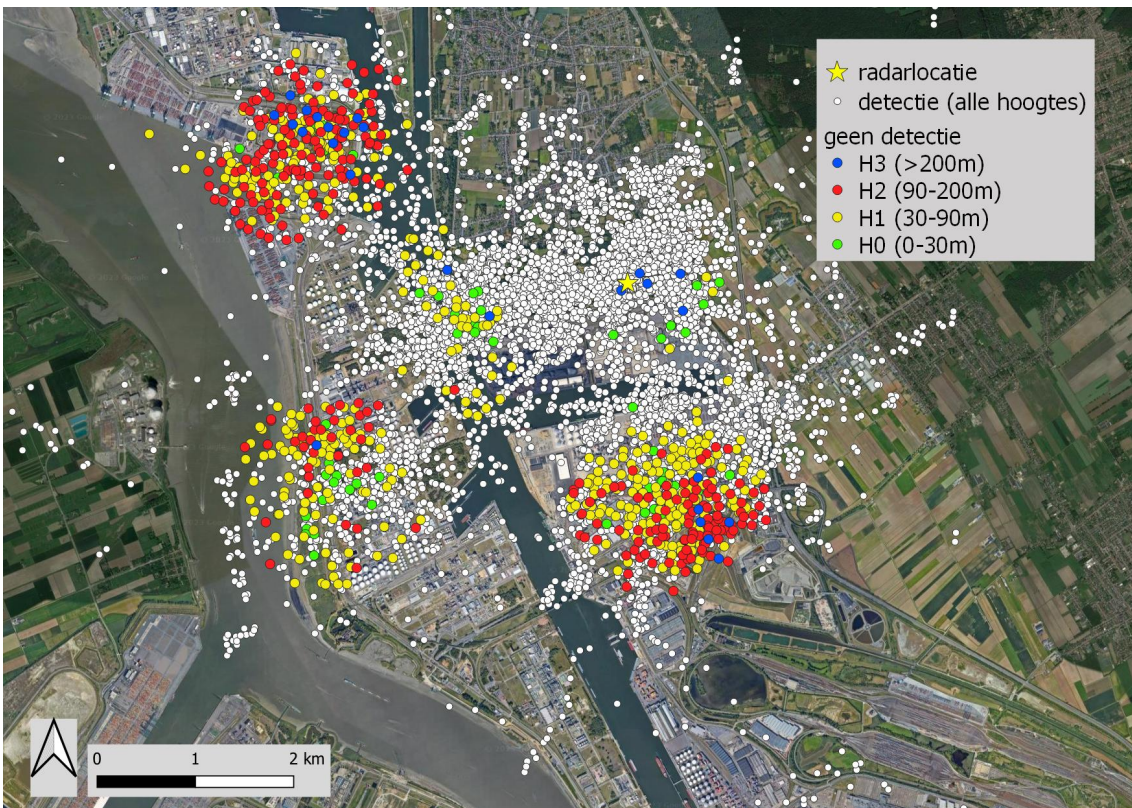 radarlocatie
detectie (alle hoogtes)
geen detectie
H3 (>200m)
H2 (90-200m)
H1 (30-90m)
H0 (0-30m)
0 1 2 km